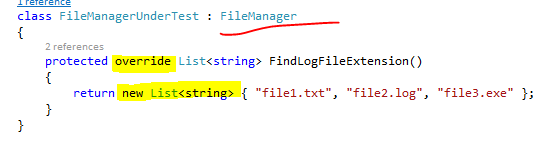 1 reference
class FileManagerUnderTest : FileManager
{
2 references
protected override List<string> FindLogFileExtension()
{
return new List<string> { "file1.txt", "file2.log", "file3.exe" };
}
}